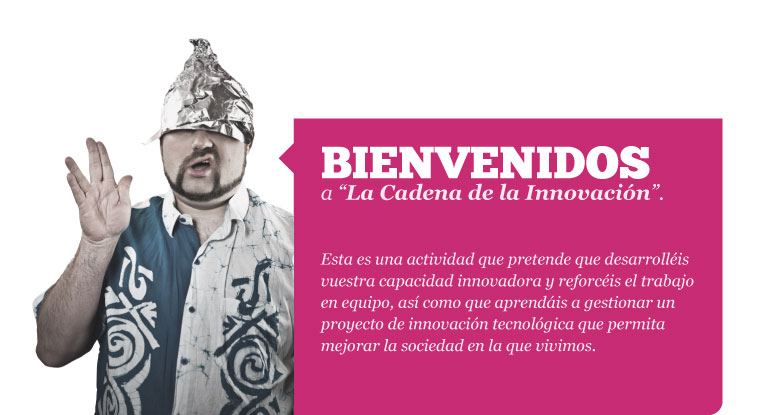 BIENVENIDOS
a “La Cadena de la Innovación”.
Esta es una actividad que pretende que desarrolléis
vuestra capacidad innovadora y reforcéis el trabajo
en equipo, así como que aprendáis a gestionar un
proyecto de innovación tecnológica que permita
mejorar la sociedad en la que vivimos.